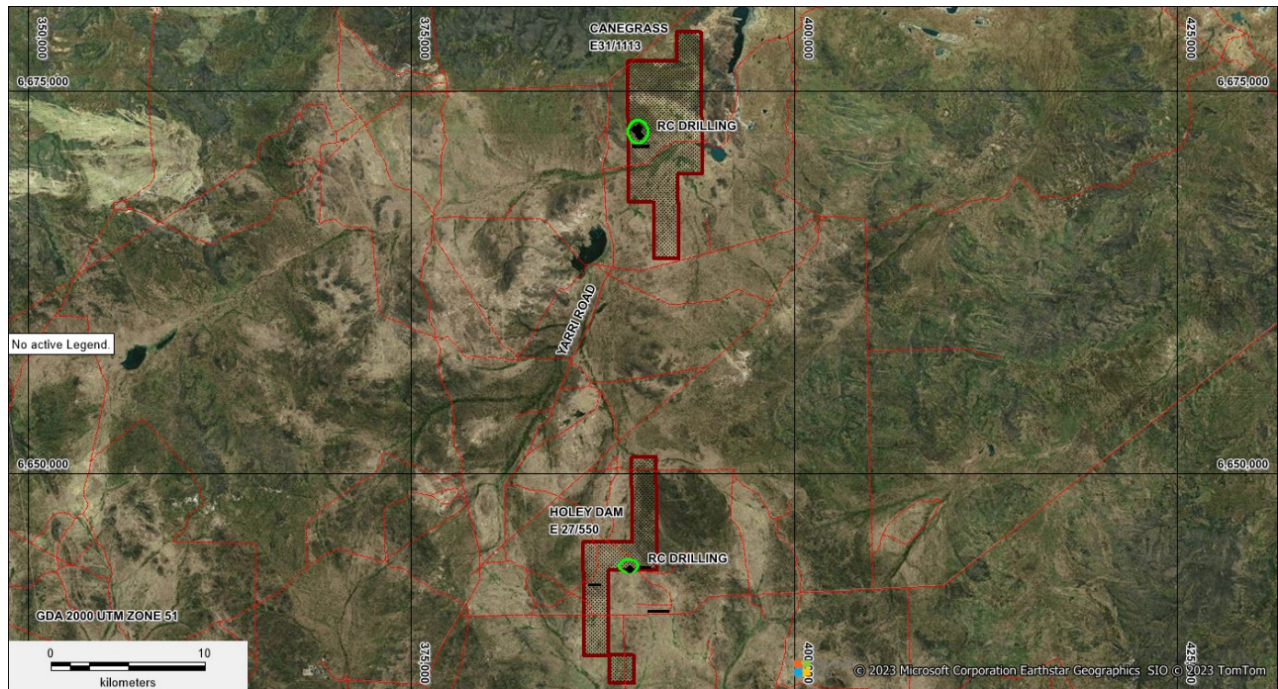 350,000
375,000
400,000
425,000
CANEGRASS
E31/1113
6,675,000
6,675,000
RC DRILLING
YARRI ROAD
No active Legend.
6,650,000
6,650,000
HOLEY DAM
E 27/550
RC DRILLING
GDA 2000 UTM ZONE 51
375,000
0 10
kilometers
© 2023 Microsoft Corporation Earthstar Geographics SIO © 2023 TomTom